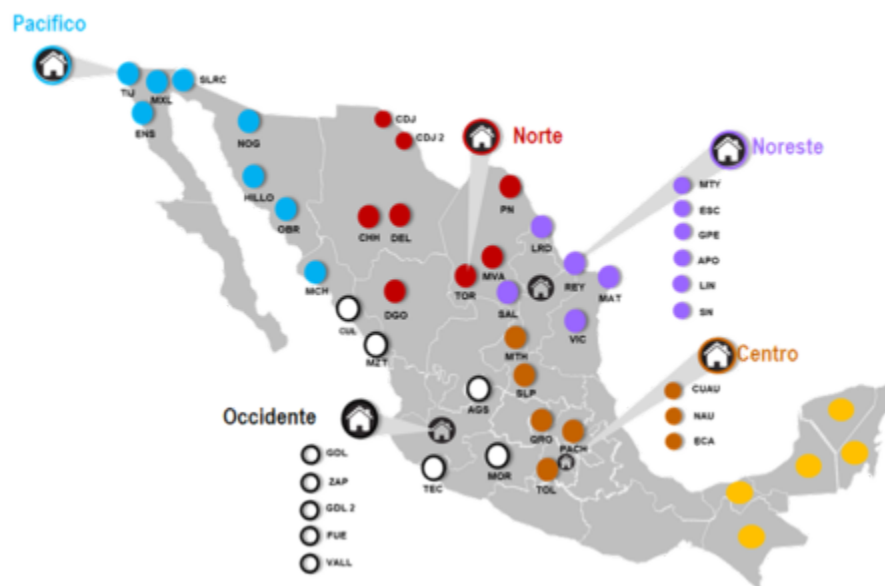 Pacifico
TIJ
MXL
SLRC
ENS
NOG
HILLO
OBR
MCH
CDJ
CDJ 2
Norte
PN
CHH
DEL
MVA
TOR
DGO
Noreste
MTY
ESC
GPE
APO
LIN
SN
LRD
REY
MAT
SAL
VIC
CUL
MZT
MTH
SLP
AGS
Centro
CUAU
NAU
ECA
QRO
PACH
TOL
Occidente
GDL
ZAP
GDL 2
FUE
VALL
TEC
MOR